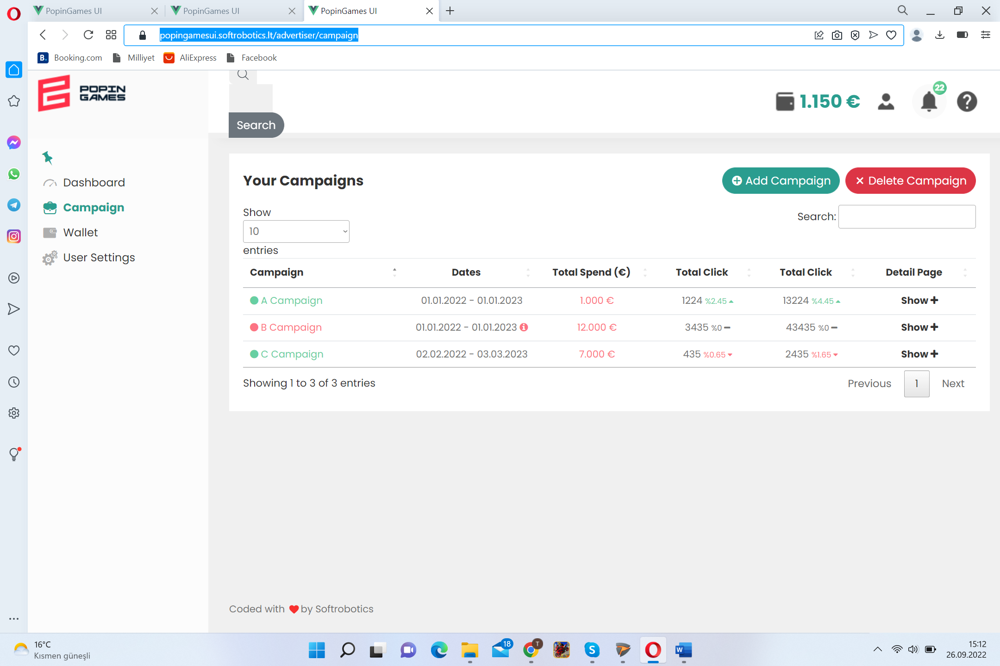 PopinGames UI
PopinGames UI
PopinGames UI
popingamesui.softrobotics.lt/advertiser/campaign
B. Booking.com Milliyet AliExpress Facebook
POPIN
GAMES
1.150 €
22
Search
Dashboard
Campaign
Wallet
User Settings
Your Campaigns
Add Campaign
Delete Campaign
Show
10
entries
Search:
Campaign Dates Total Spend (€) Total Click Total Click Detail Page
A Campaign 01.01.2022 - 01.01.2023 1.000 € 1224 %2.45 13224 %4.45 Show
B Campaign 01.01.2022 - 01.01.2023 12.000 € 3435 %0 43435 %0 Show
C Campaign 02.02.2022 - 03.03.2023 7.000 € 435 %0.65 2435 %1.65 Show
Showing 1 to 3 of 3 entries
Previous 1 Next
Coded with by Softrobotics
16°C
Kısmen güneşli
18
T
S
W
15:12
26.09.2022